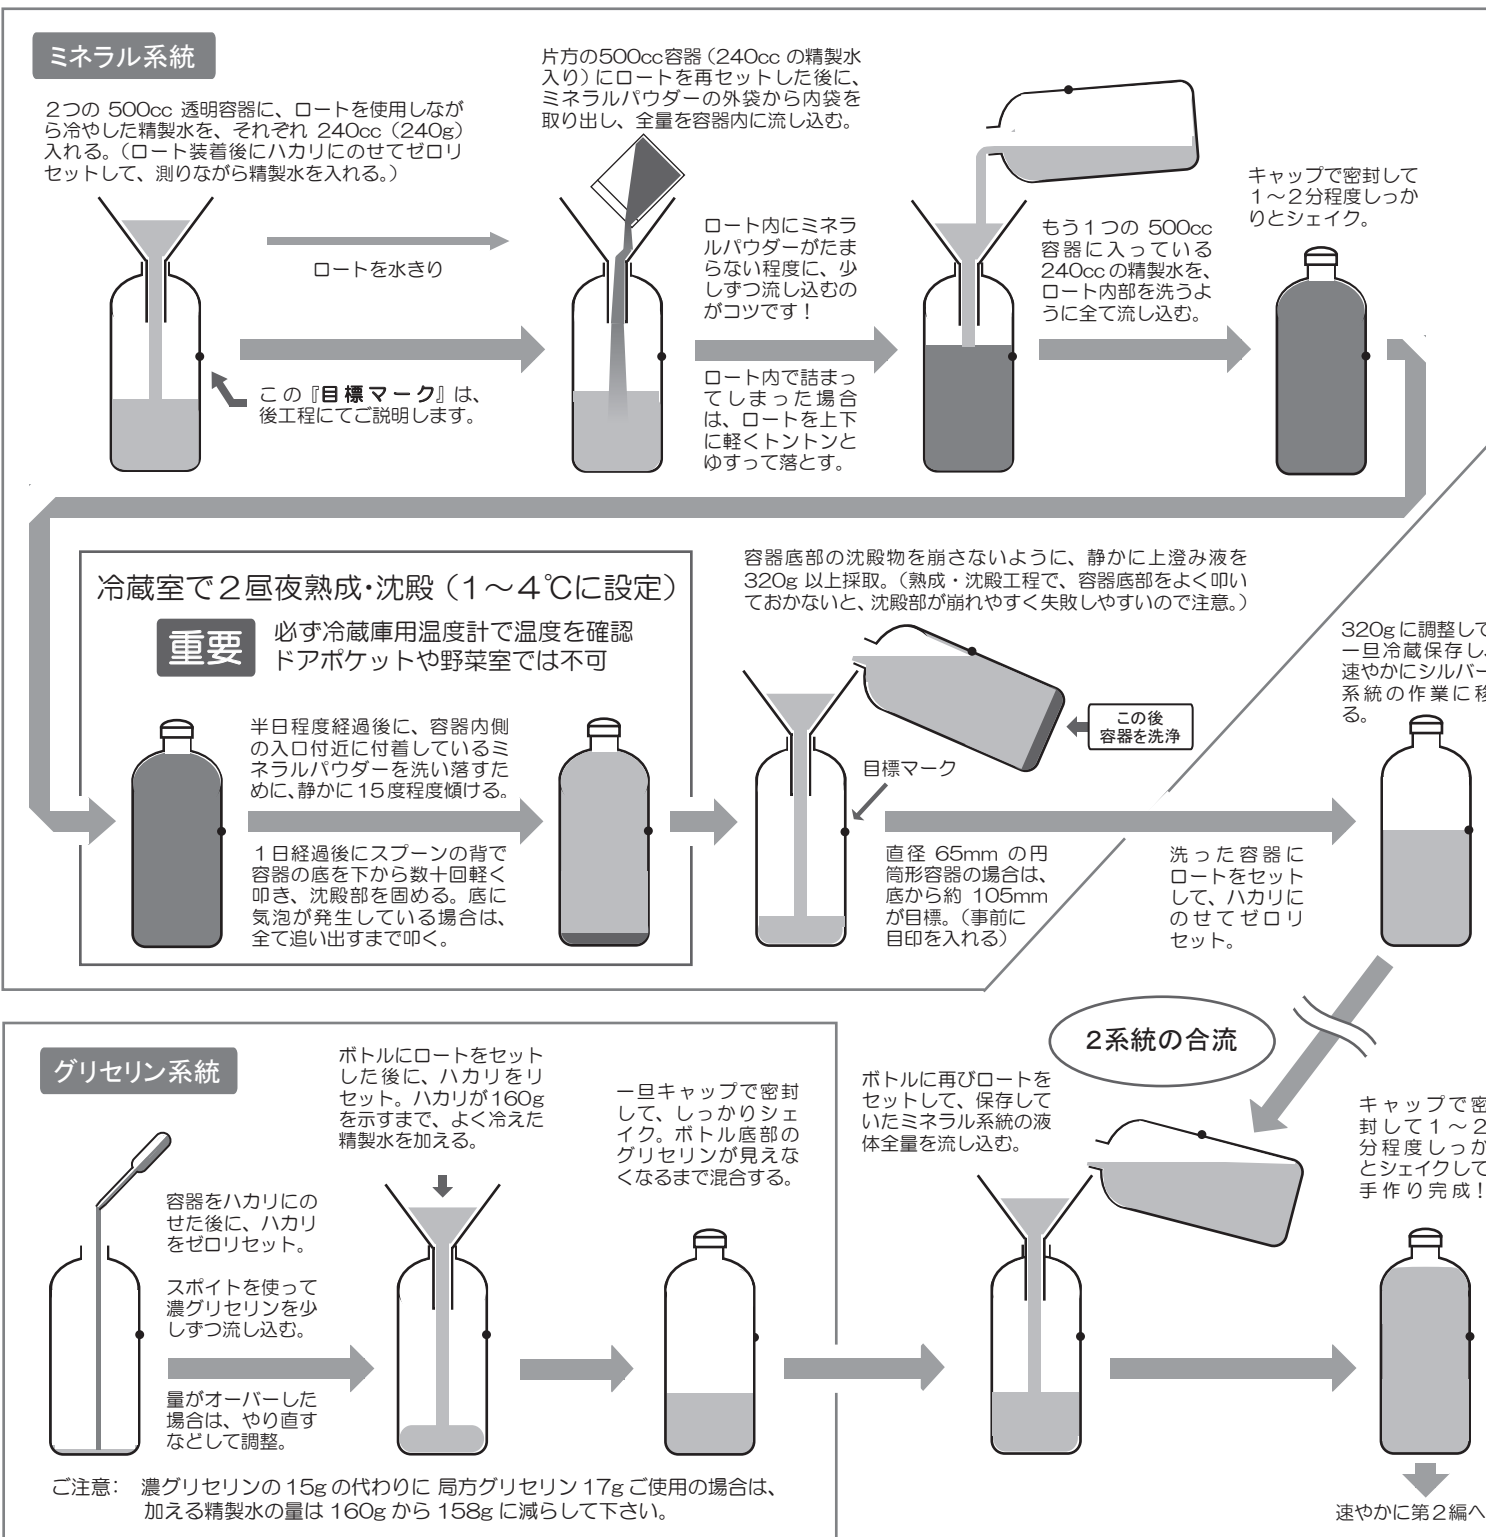 ミネラル系統
２つの 500cc 透明容器に、ロートを使用しなが
ら冷やした精製水を、それぞれ 240cc（240g）
入れる。（ロート装着後にハカリにのせてゼロリ
セットして、測りながら精製水を入れる。）
片方の500cc容器（240cc の精製水
入り）にロートを再セットした後に、
ミネラルパウダーの外袋から内袋を
取り出し、全量を容器内に流し込む。
ロートを水きり
この『目標マーク』は、
後工程にてご説明します。
ロート内にミネラ
ルパウダーがたま
らない程度に、少
しずつ流し込むの
がコツです！
ロート内で詰まっ
てしまった場合
は、ロートを上下
に軽くトントンと
ゆすって落とす。
もう１つの 500cc
容器に入っている
240cc の精製水を、
ロート内部を洗うよ
うに全て流し込む。
キャップで密封して
１～２分程度しっか
りとシェイク。
冷蔵室で２昼夜熟成・沈殿（１～４℃に設定）
重要
必ず冷蔵庫用温度計で温度を確認
ドアポケットや野菜室では不可
半日程度経過後に、容器内側
の入口付近に付着しているミ
ネラルパウダーを洗い落すた
めに、静かに15度程度傾ける。
１日経過後にスプーンの背で
容器の底を下から数十回軽く
叩き、沈殿部を固める。底に
気泡が発生している場合は、
全て追い出すまで叩く。
容器底部の沈殿物を崩さないように、静かに上澄み液を
320g 以上採取。（熟成・沈殿工程で、容器底部をよく叩い
ておかないと、沈殿部が崩れやすく失敗しやすいので注意。）
この後
容器を洗浄
目標マーク
直径 65mm の円
筒形容器の場合は、
底から約 105mm
が目標。（事前に
目印を入れる）
洗った容器に
ロートをセット
して、ハカリに
のせてゼロリ
セット。
320gに調整して
一旦冷蔵保存し、
速やかにシルバー
系統の作業に移
る。
2系統の合流
グリセリン系統
容器をハカリにの
せた後に、ハカリ
をゼロリセット。
スポイトを使って
濃グリセリンを少
しずつ流し込む。
量がオーバーした
場合は、やり直す
などして調整。
ボトルにロートをセット
した後に、ハカリをリ
セット。ハカリが160g
を示すまで、よく冷えた
精製水を加える。
一旦キャップで密封
して、しっかりシェ
イク。ボトル底部の
グリセリンが見えな
くなるまで混合する。
ボトルに再びロートを
セットして、保存して
いたミネラル系統の液
体全量を流し込む。
キャップで密
封して１～２
分程度しっか
とシェイクして
手作り完成！
ご注意： 濃グリセリンの 15g の代わりに 局方グリセリン 17g ご使用の場合は、
加える精製水の量は 160g から 158g に減らして下さい。
速やかに第２編へ